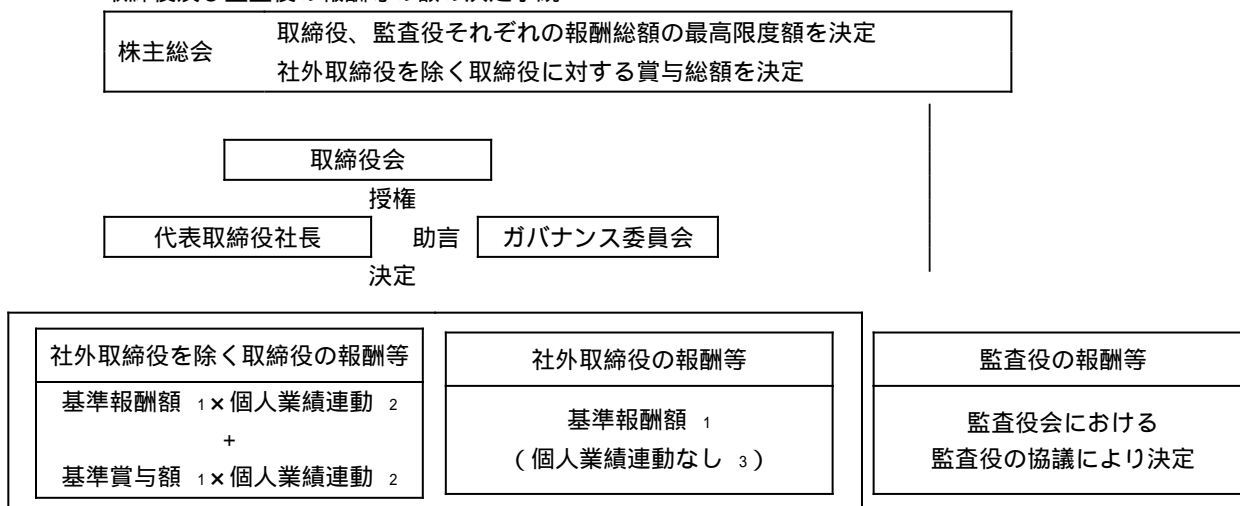 株主総会
取締役、監査役それぞれの報酬総額の最高限度額を決定
社外取締役を除く取締役に対する賞与総額を決定
取締役会
授権
代表取締役社長 助言 ガバナンス委員会
決定
社外取締役を除く取締役の報酬等
基準報酬額 1×個人業績連動 2
+
基準賞与額 1×個人業績連動 2
社外取締役の報酬等
基準報酬額 1
(個人業績連動なし 3)
監査役の報酬等
監査役会における
監査役の協議により決定